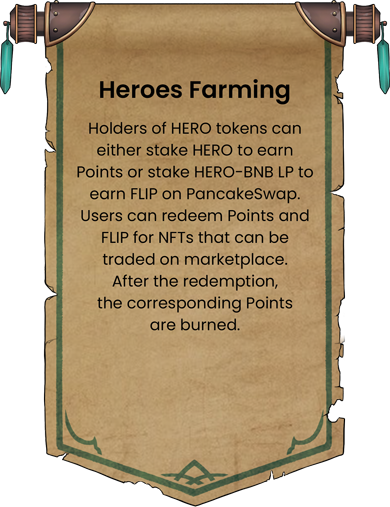 Heroes Farming
Holders of HERO tokens can
either stake HERO to earn
Points or stake HERO-BNB LP to
earn FLIP on PancakeSwap.
Users can redeem Points and
FLIP for NFTs that can be
traded on marketplace.
After the redemption,
the corresponding Points
are burned.